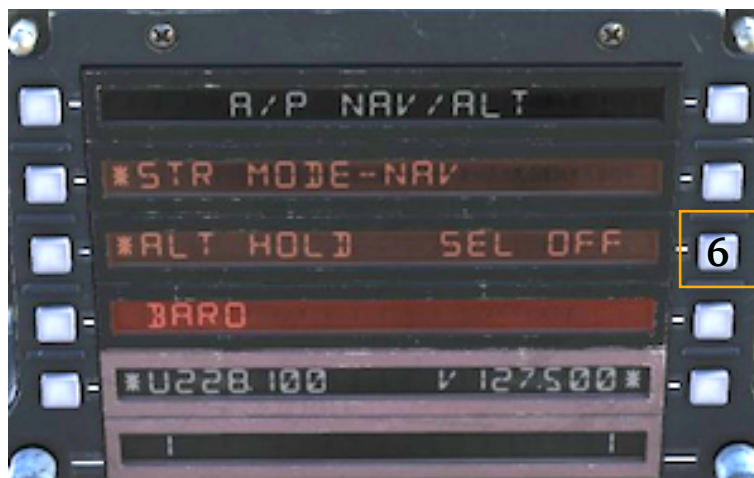 A/P NAV/ALT
*STR MODE-NAV
*ALT HOLD SEL OFF
6
BARO
*U228.100 V 127.500*